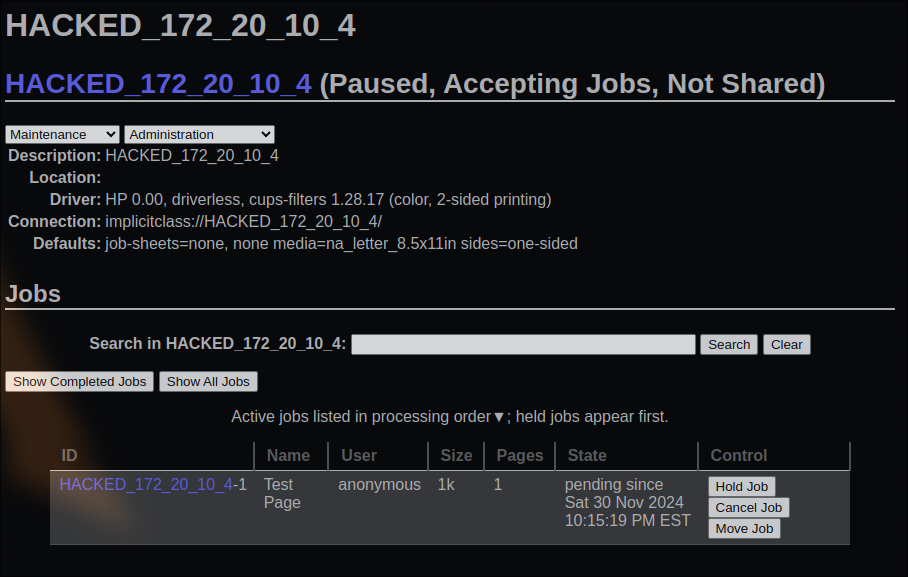 HACKED_172_20_10_4
HACKED_172_20_10_4 (Paused, Accepting Jobs, Not Shared)
Maintenance Administration
Description: HACKED_172_20_10_4
Location:
Driver: HP 0.00, driverless, cups-filters 1.28.17 (color, 2-sided printing)
Connection: implicitclass://HACKED_172_20_10_4/
Defaults: job-sheets=none, none media=na_letter_8.5x11in sides=one-sided
Jobs
Search in HACKED_172_20_10_4: Search Clear
Show Completed Jobs Show All Jobs
Active jobs listed in processing order▼; held jobs appear first.
ID Name User Size Pages State Control
HACKED_172_20_10_4-1 Test anonymous 1k 1 pending since Hold Job
Page Sat 30 Nov 2024 Cancel Job
10:15:19 PM EST Move Job